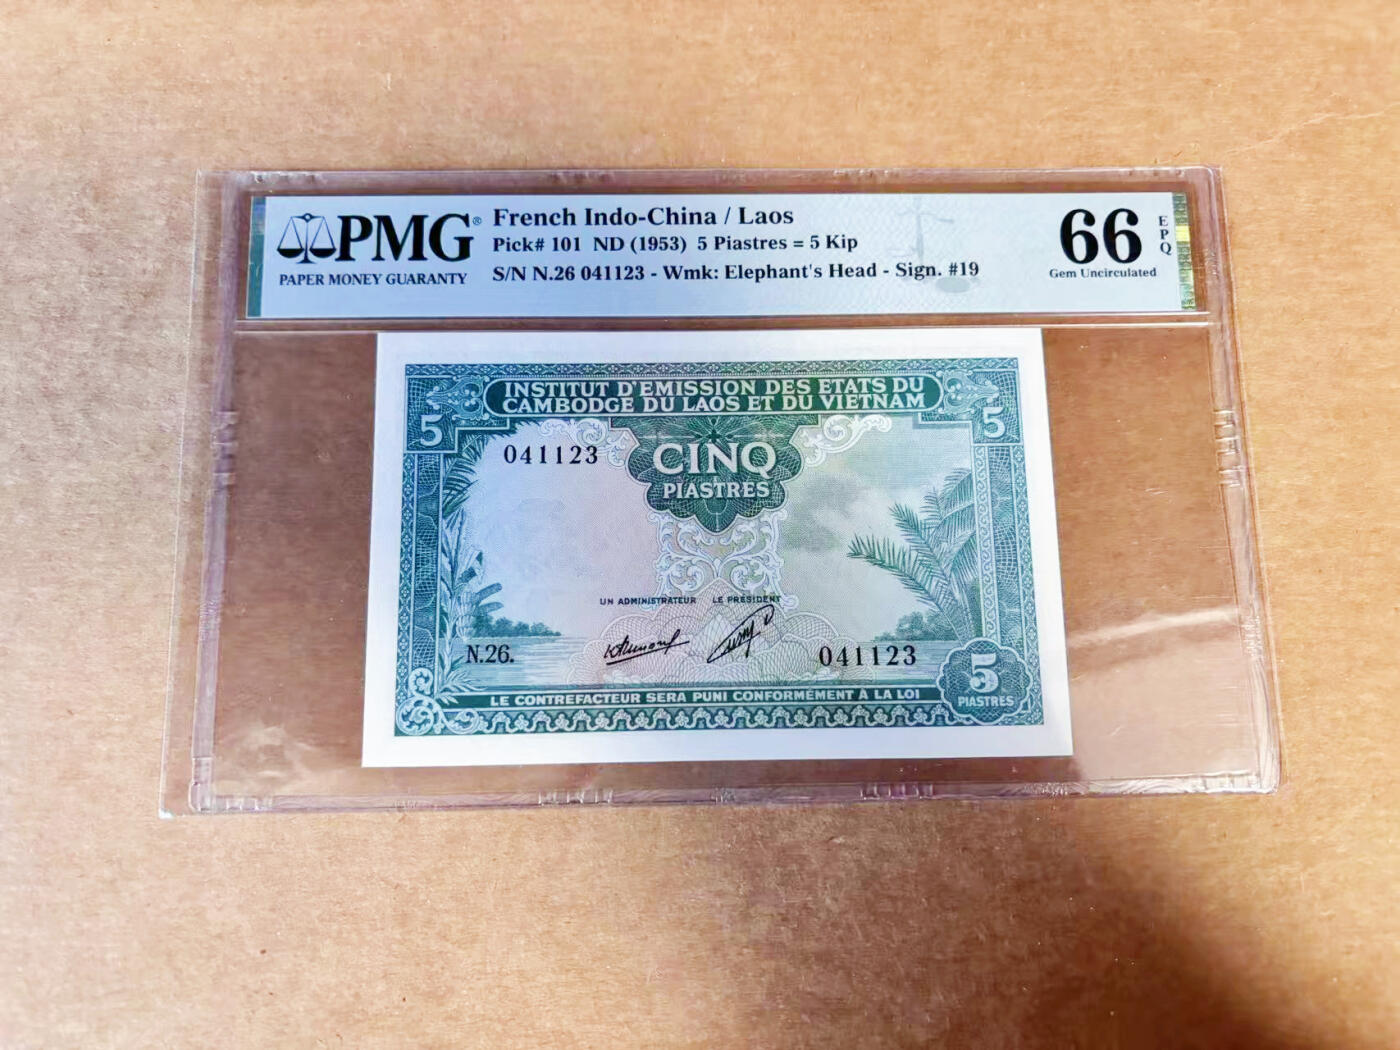 PMG®
PAPER MONEY GUARANTY
French Indo-China / Laos
Pick# 101 ND (1953) 5 Piastres = 5 Kip
S/N N.26 041123 - Wmk: Elephant's Head - Sign. #19
66
EPQ
Gem Uncirculated
INSTITUT D'EMISSION DES ETATS DU
CAMBODGE DU LAOS ET DU VIETNAM
5
5
041123
CINQ
PIASTRES
UN ADMINISTRATEUR LE PRÉSIDENT
N.26.
041123
5
PIASTRES
LE CONTREFACTEUR SERA PUNI CONFORMÉMENT À LA LOI